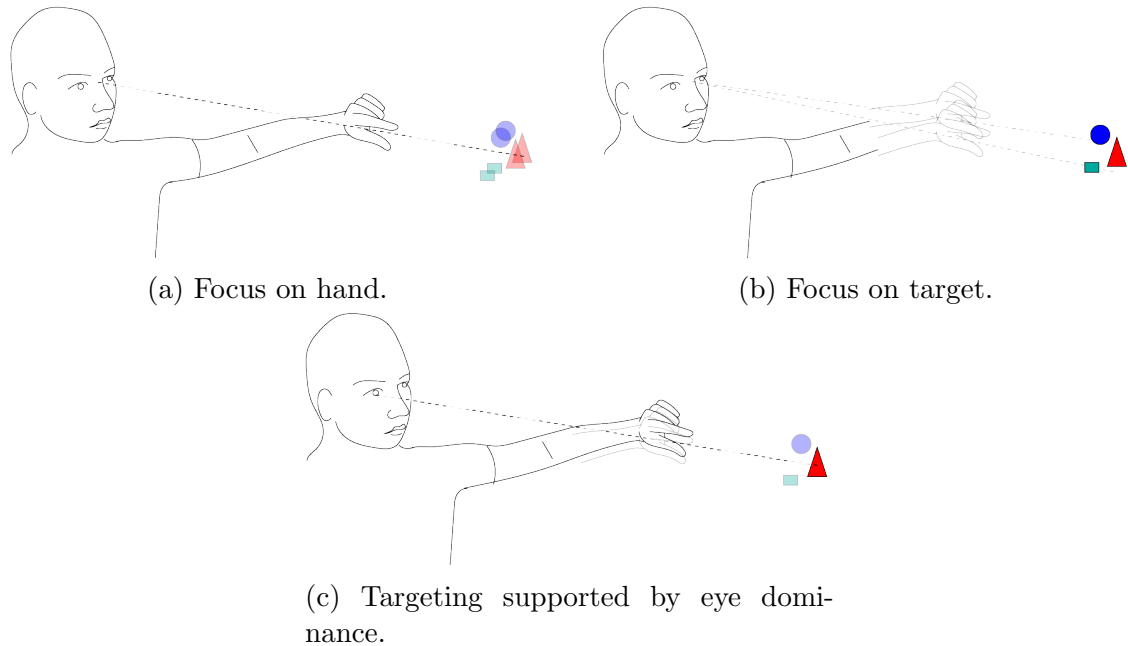 (a) Focus on hand.
(b) Focus on target.
(c) Targeting supported by eye domi-
nance.